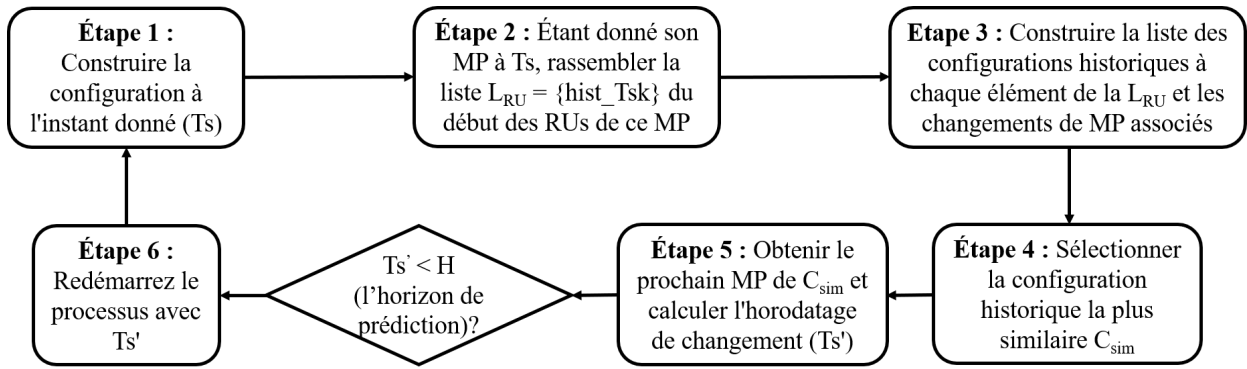 Étape 1 :
Construire la
configuration à
l'instant donné (Ts)
Étape 2 : Étant donné son
MP à Ts, rassembler la
liste L_RU = {hist_Tsk} du
début des RUs de ce MP
Etape 3 : Construire la liste des
configurations historiques à
chaque élément de la L_RU et les
changements de MP associés
Étape 4 : Sélectionner
la configuration
historique la plus
similaire C_sim
Étape 5 : Obtenir le
prochain MP de C_sim et
calculer l'horodatage
de changement (Ts')
Ts' < H
(l’horizon de
prédiction)?
Étape 6 :
Redémarrez le
processus avec
Ts'